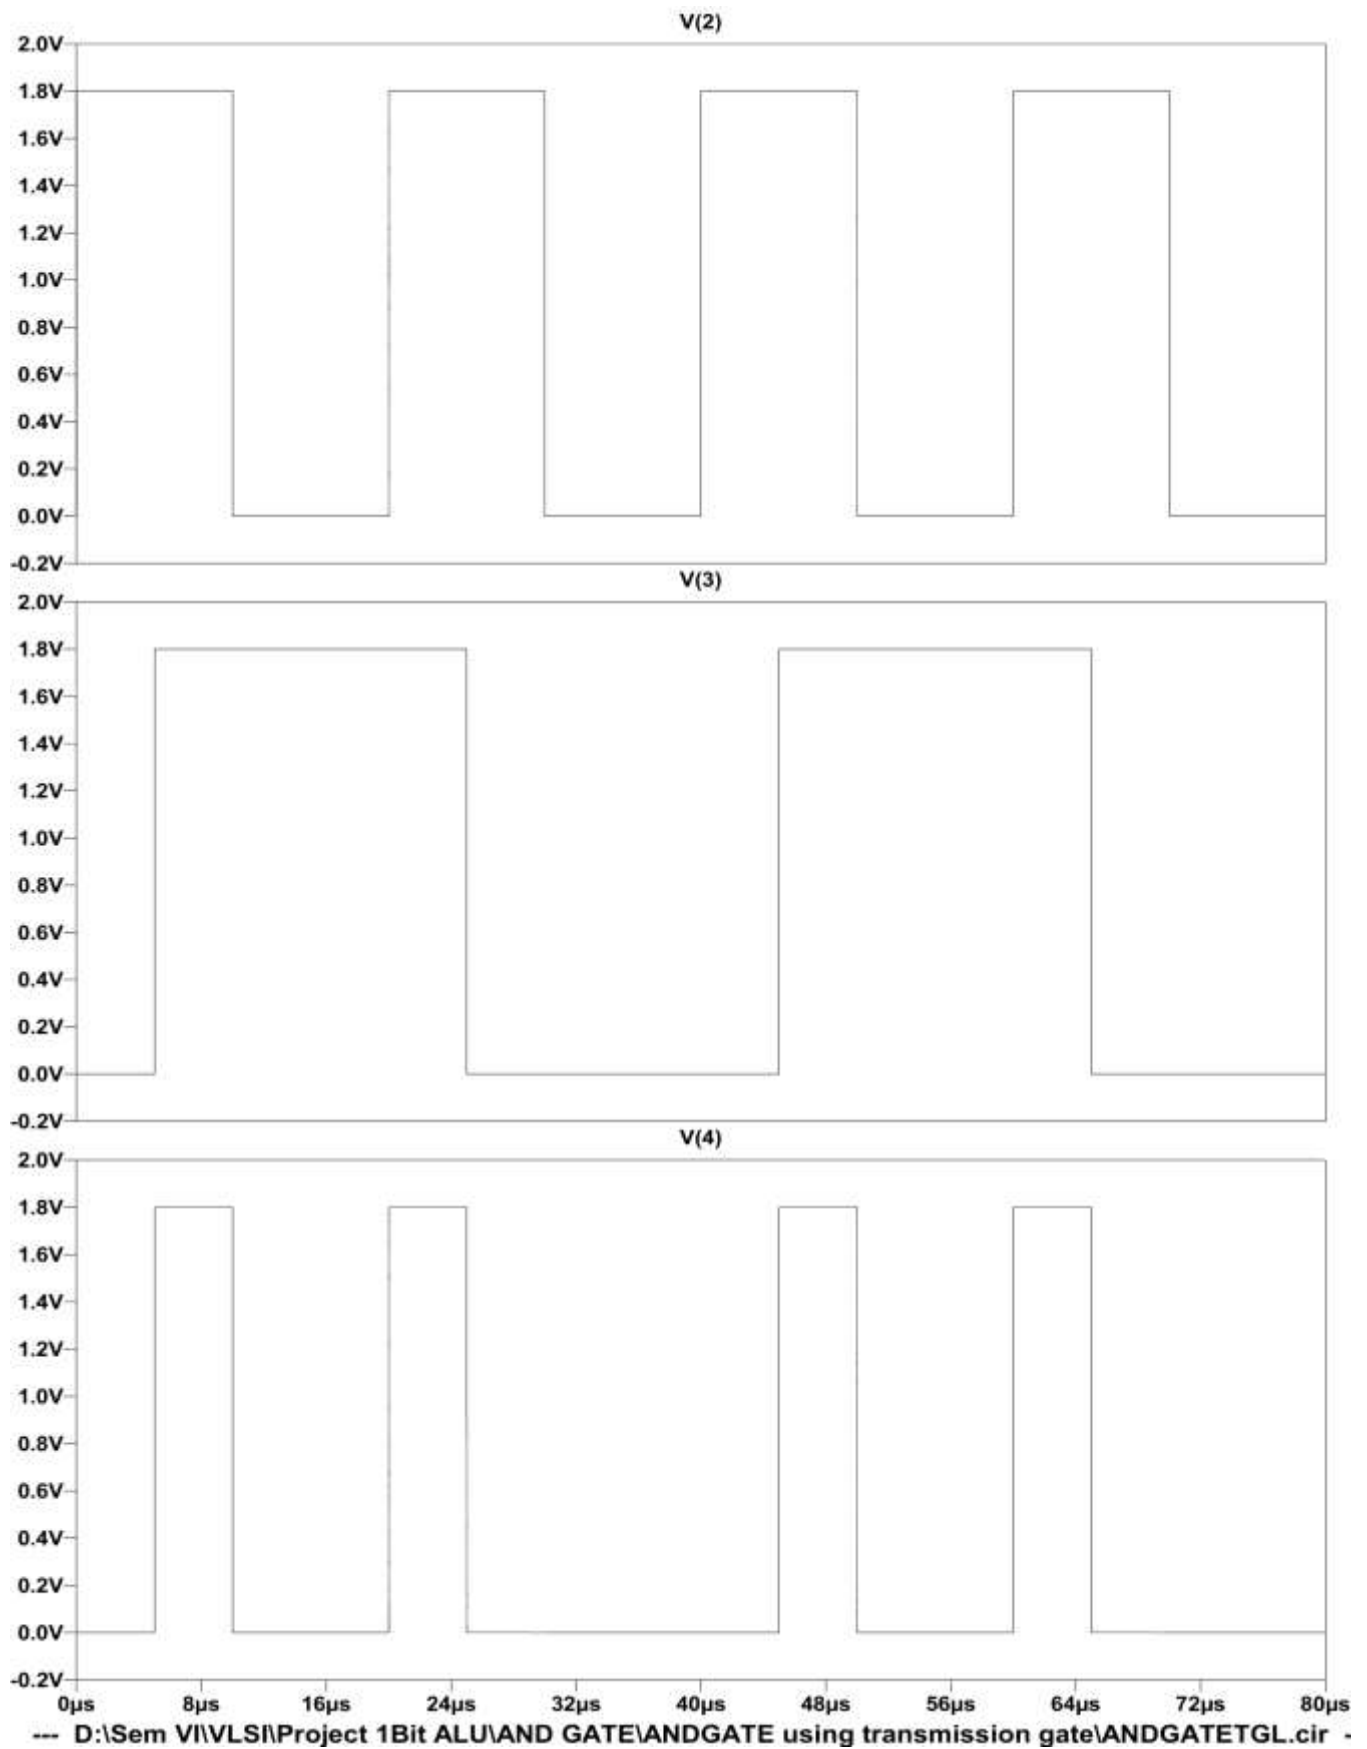 V(2)
2.0V
1.8V
1.6V
1.4V
1.2V
1.0V
0.8V
0.6V
0.4V
0.2V
0.0V
-0.2V
V(3)
2.0V
1.8V
1.6V
1.4V
1.2V
1.0V
0.8V
0.6V
0.4V
0.2V
0.0V
-0.2V
V(4)
2.0V
1.8V
1.6V
1.4V
1.2V
1.0V
0.8V
0.6V
0.4V
0.2V
0.0V
-0.2V
0µs 8µs 16µs 24µs 32µs 40µs 48µs 56µs 64µs 72µs 80µs
--- D:\Sem VI\VLSI\Project 1Bit ALU\AND GATE\ANDGATE using transmission gate\ANDGATETGL.cir -